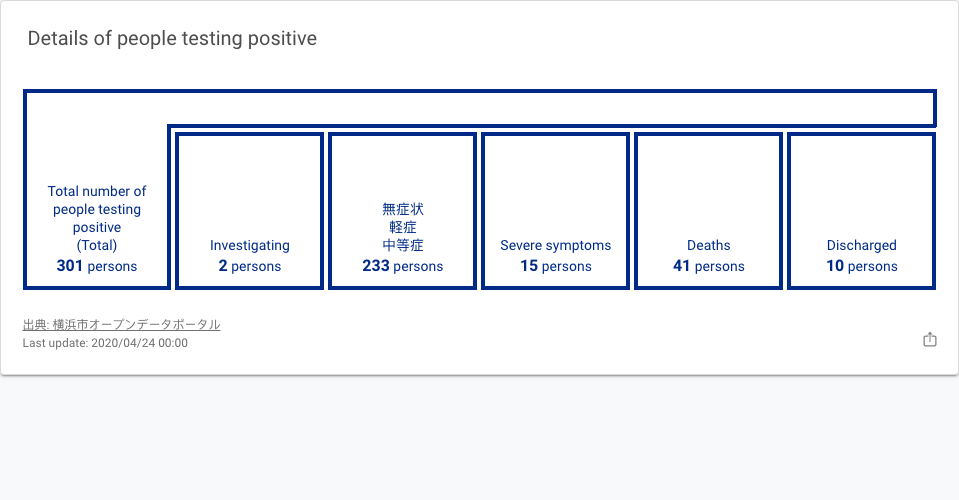 Details of people testing positive
Total number of
people testing
positive
(Total)
301 persons
Investigating
2 persons
無症状
軽症
中等症
233 persons
Severe symptoms
15 persons
Deaths
41 persons
Discharged
10 persons
出典: 横浜市オープンデータポータル
Last update: 2020/04/24 00:00